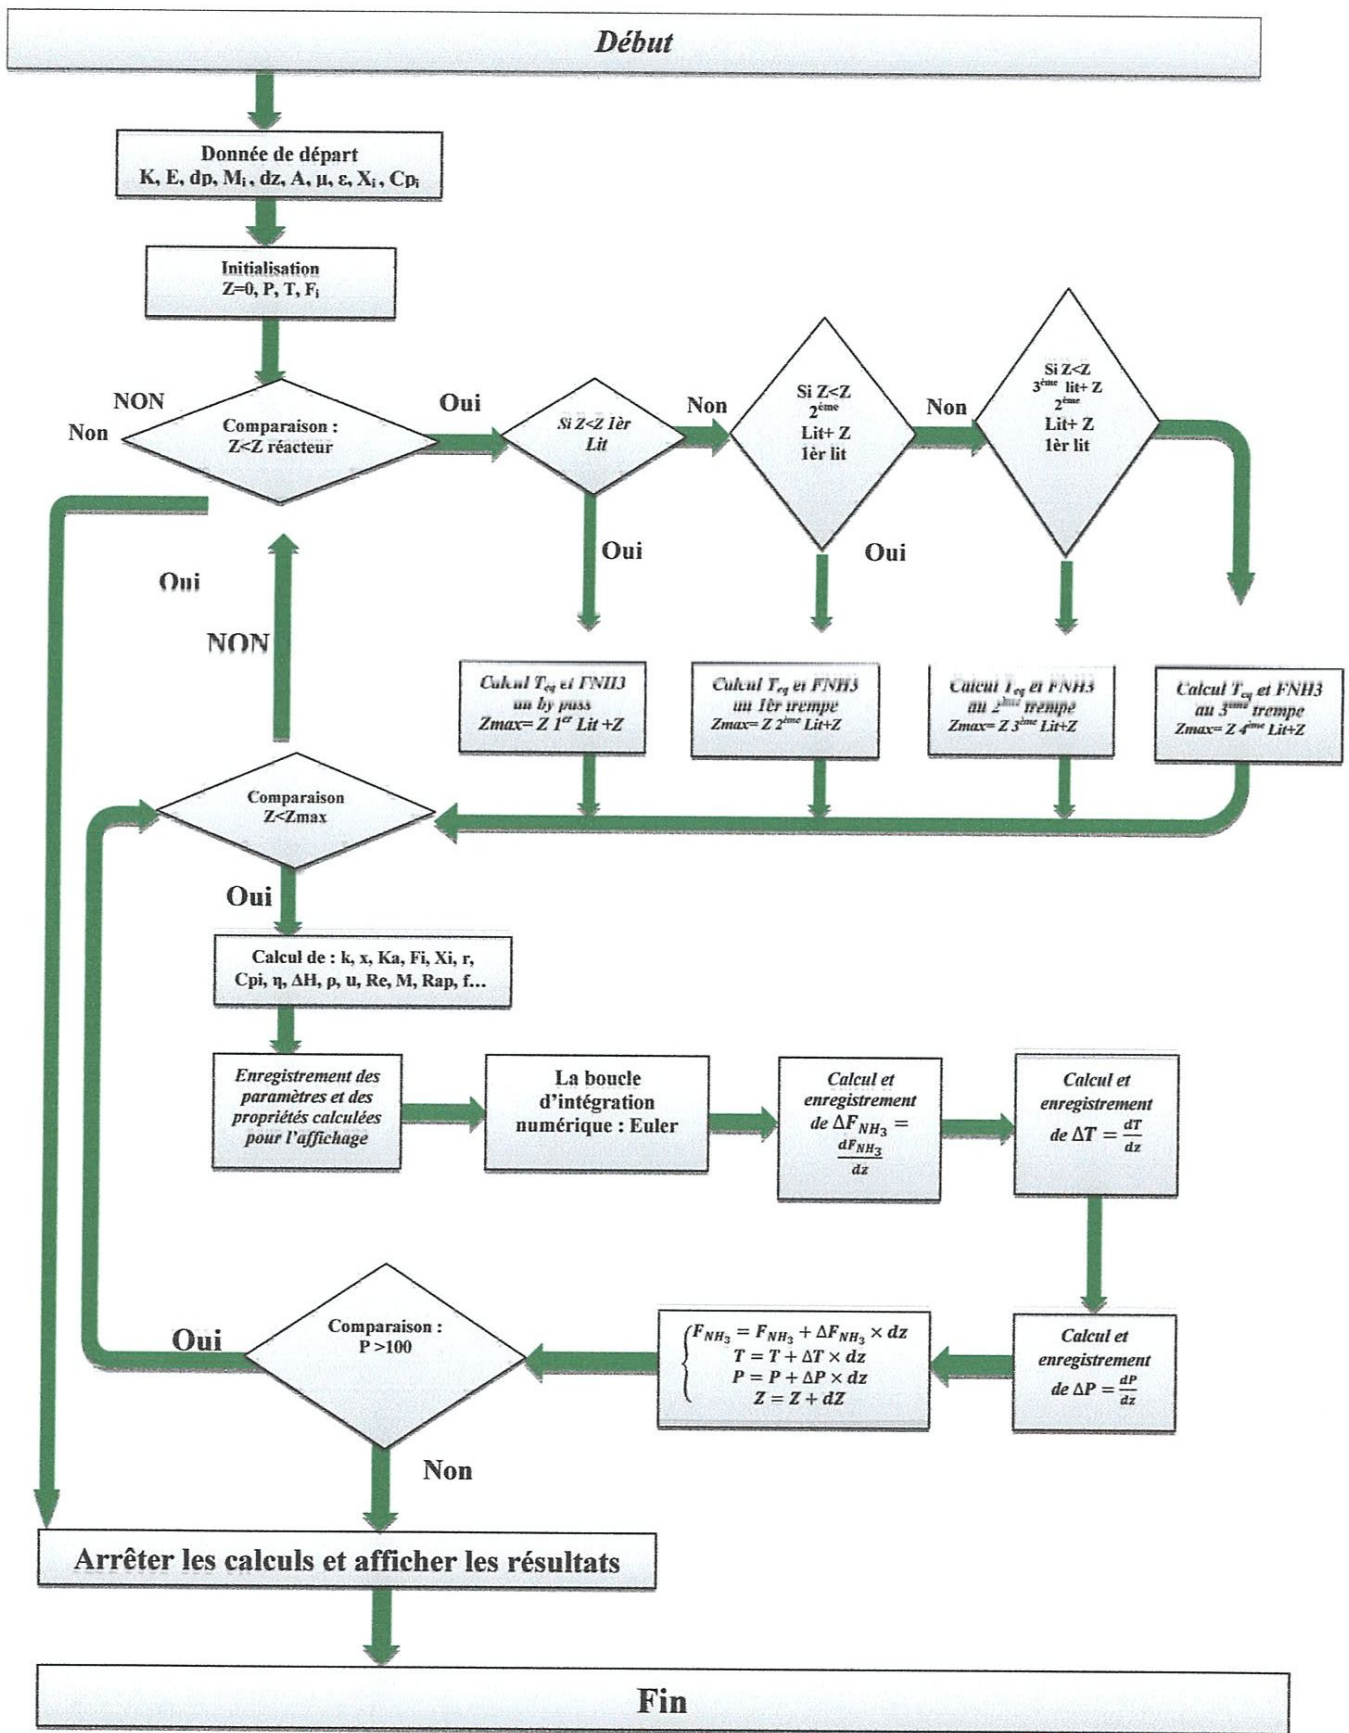 Début
Donnée de départ
K, E, dp, Mᵢ, dz, A, μ, ε, Xᵢ, Cpᵢ
Initialisation
Z=0, P, T, Fᵢ
NON
Non
Comparaison :
Z<Z réacteur
Oui
Si Z<Z 1èr
Lit
Non
Si Z<Z
2ème
Lit+ Z
1èr lit
Non
Si Z<Z
3ème lit+ Z
2ème
Lit+ Z
1èr lit
Oui
Oui
Oui
NON
Calcul Teq et FNH3
au by pass
Zmax= Z 1er Lit +Z
Calcul Teq et FNH3
au 1èr trempe
Zmax= Z 2ème Lit+Z
Calcul Teq et FNH3
au 2ème trempe
Zmax= Z 3ème Lit+Z
Calcul Teq et FNH3
au 3ème trempe
Zmax= Z 4ème Lit+Z
Comparaison
Z<Zmax
Oui
Calcul de : k, x, Ka, Fi, Xi, r,
Cpi, η, ΔH, ρ, u, Re, M, Rap, f...
Enregistrement des
paramètres et des
propriétés calculées
pour l'affichage
La boucle
d'intégration
numérique : Euler
Calcul et
enregistrement
de ΔF_NH₃ =
dF_NH₃
dz
Calcul et
enregistrement
de ΔT = dT/dz
Calcul et
enregistrement
de ΔP = dP/dz
F_NH₃ = F_NH₃ + ΔF_NH₃ × dz
T = T + ΔT × dz
P = P + ΔP × dz
Z = Z + dZ
Comparaison :
P >100
Oui
Non
Arrêter les calculs et afficher les résultats
Fin